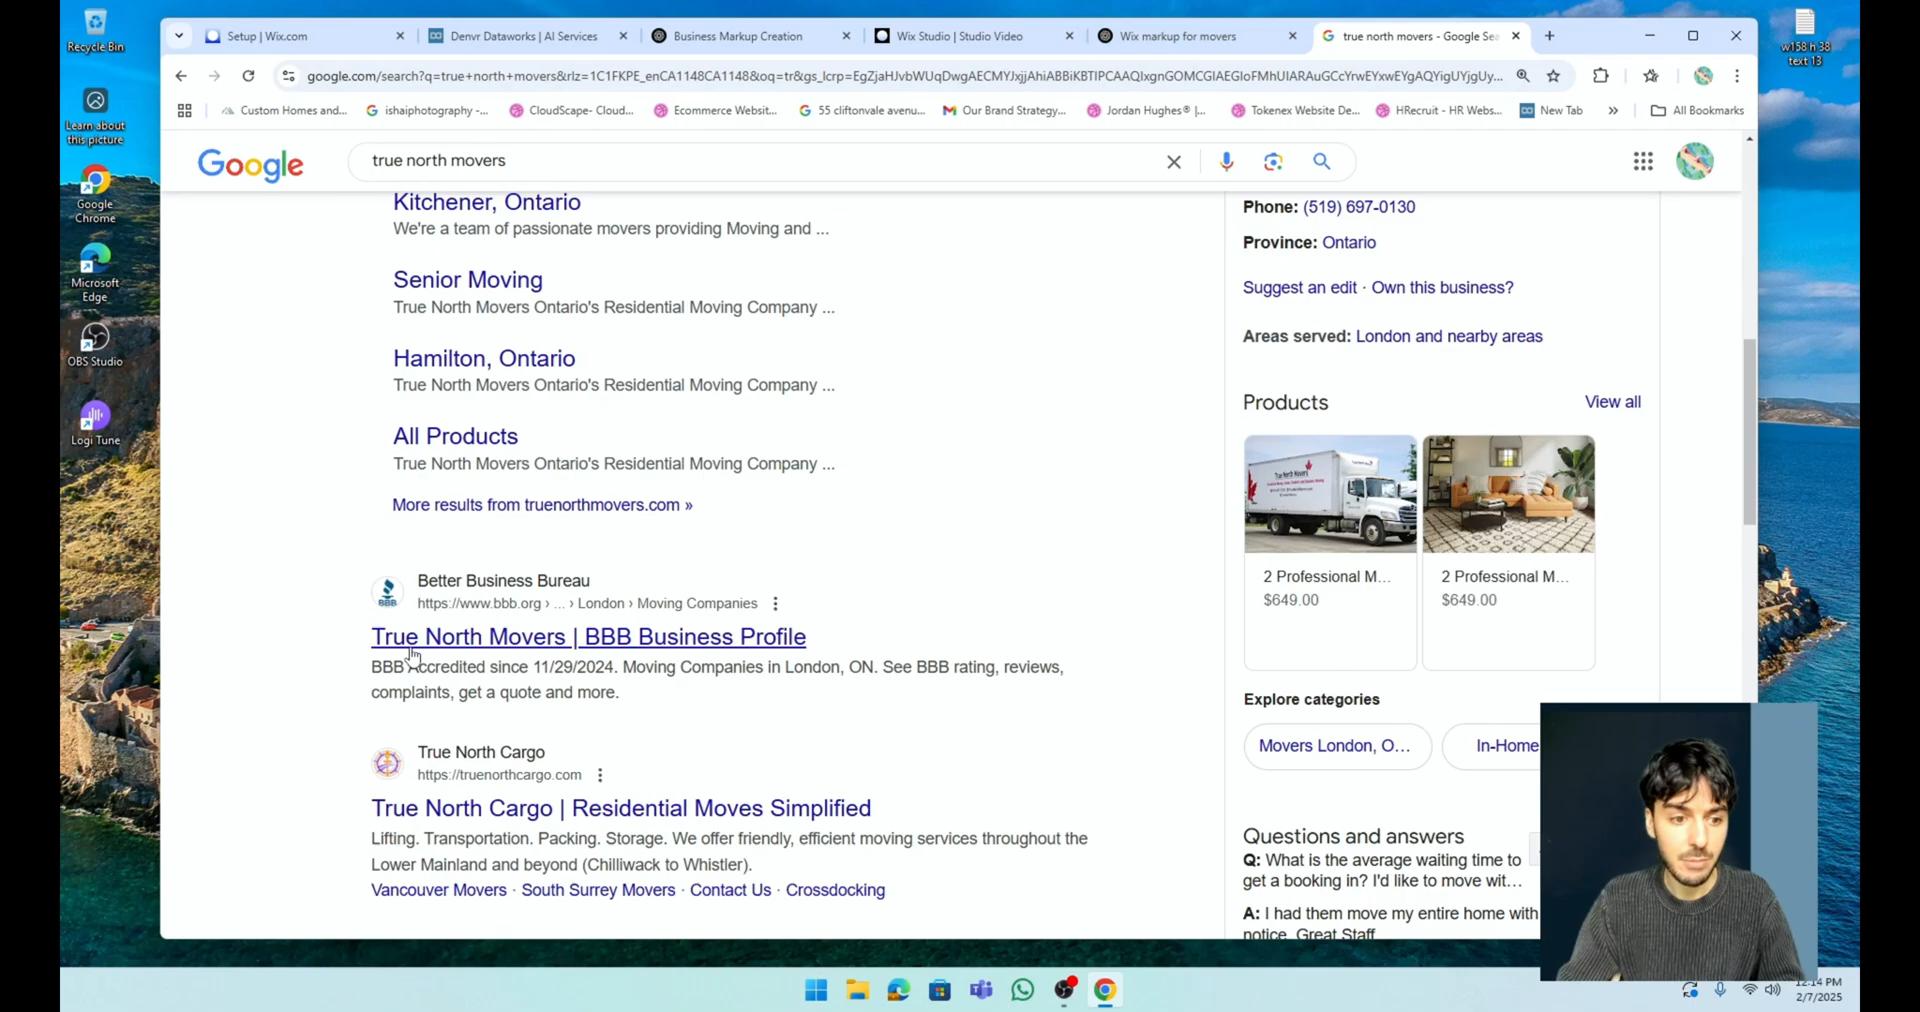 Recycle Bin
Learn about
this picture
Google
Chrome
Microsoft
Edge
OBS Studio
Logi Tune
w158 h 38
text 13
Setup | Wix.com
Denvr Dataworks | AI Services
Business Markup Creation
Wix Studio | Studio Video
Wix markup for movers
true north movers - Google Sea
google.com/search?q=true+north+movers&rlz=1C1FKPE_enCA1148CA1148&oq=tr&gs_lcrp=
Custom Homes and...
ishaiphotography -...
CloudScape- Cloud...
Ecommerce Websit...
55 cliftonvale avenu...
Our Brand Strategy...
Jordan Hughes® |...
Tokenex Website De...
HRecruit - HR Webs...
New Tab
All Bookmarks
Google
true north movers
Kitchener, Ontario
We're a team of passionate movers providing Moving and ...
Senior Moving
True North Movers Ontario's Residential Moving Company ...
Hamilton, Ontario
True North Movers Ontario's Residential Moving Company ...
All Products
True North Movers Ontario's Residential Moving Company ...
More results from truenorthmovers.com »
Better Business Bureau
https://www.bbb.org › ... › London › Moving Companies
True North Movers | BBB Business Profile
BBB Accredited since 11/29/2024. Moving Companies in London, ON. See BBB rating, reviews,
complaints, get a quote and more.
True North Cargo
https://truenorthcargo.com
True North Cargo | Residential Moves Simplified
Lifting. Transportation. Packing. Storage. We offer friendly, efficient moving services throughout the
Lower Mainland and beyond (Chilliwack to Whistler).
Vancouver Movers · South Surrey Movers · Contact Us · Crossdocking
Phone: (519) 697-0130
Province: Ontario
Suggest an edit · Own this business?
Areas served: London and nearby areas
Products
View all
True North Movers
2 Professional M...
$649.00
2 Professional M...
$649.00
Explore categories
Movers London, O...
In-Home
Questions and answers
Q: What is the average waiting time to
get a booking in? I'd like to move wit...
A: I had them move my entire home with
notice. Great Staff
12:14 PM
2/7/2025